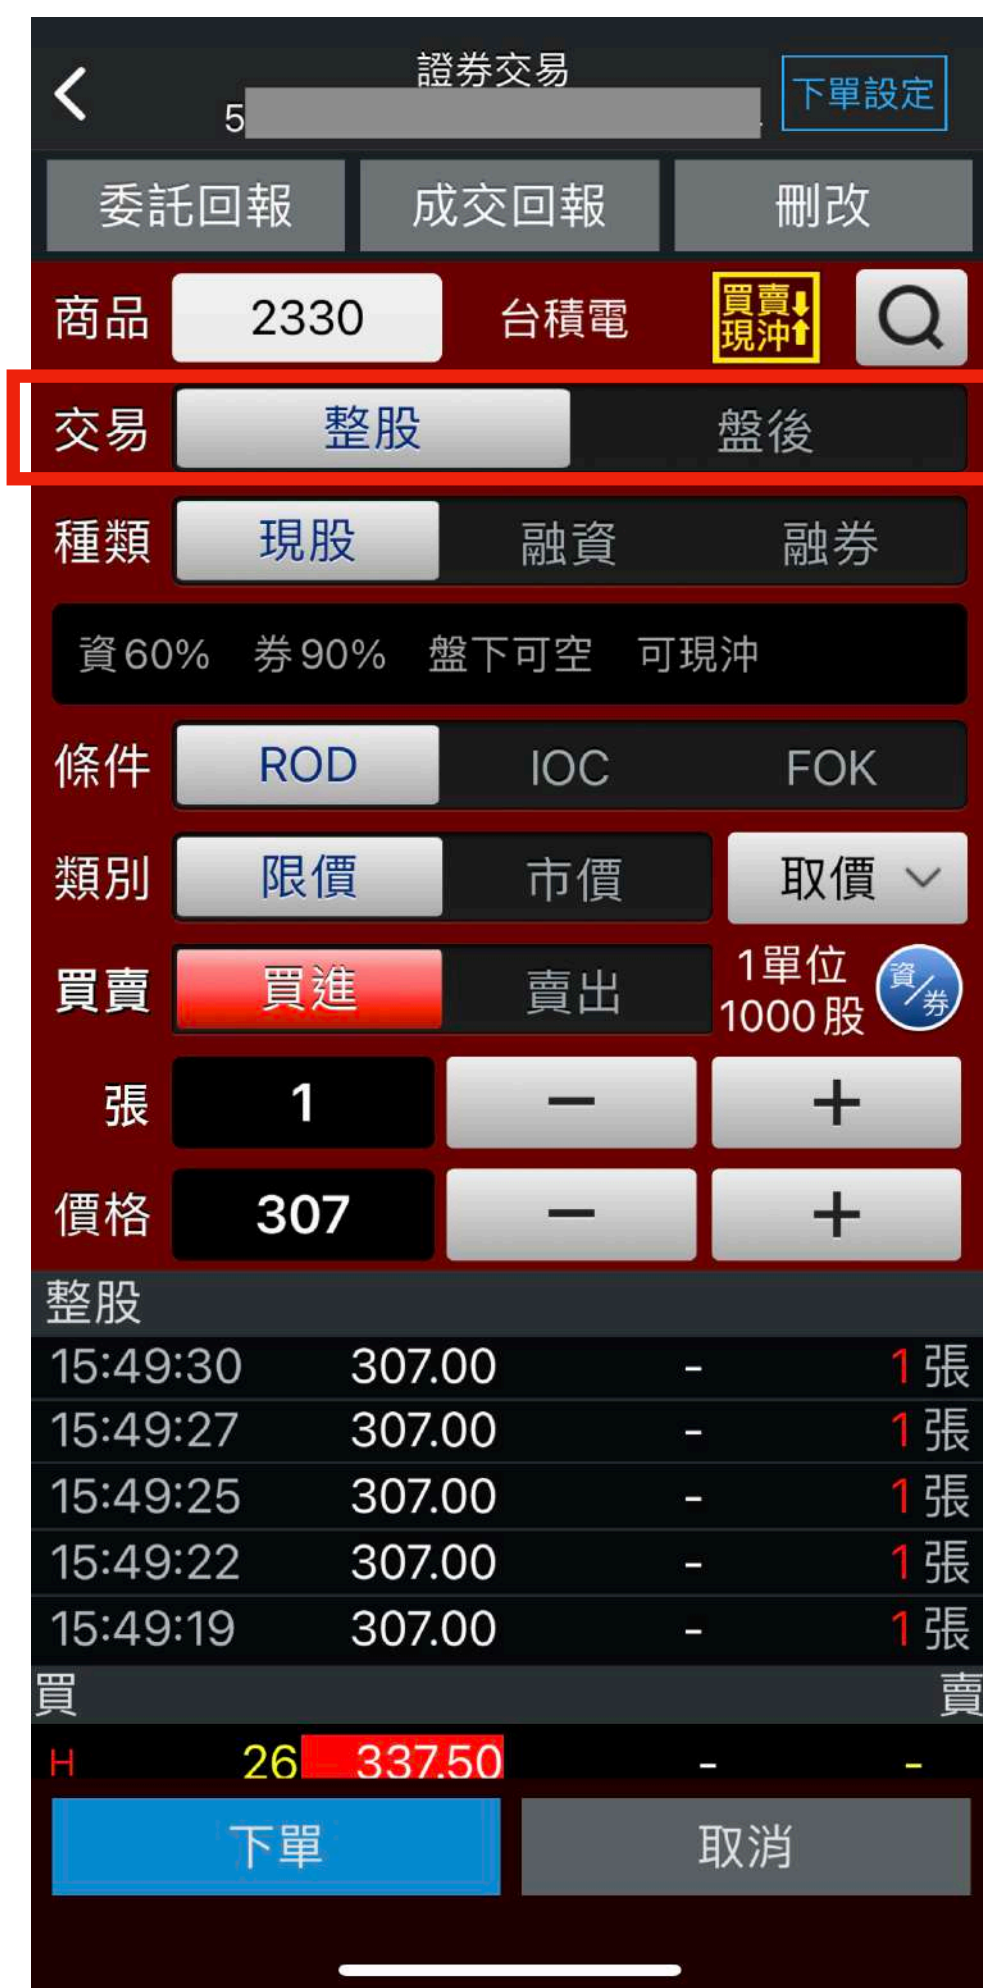 證券交易
5
下單設定
委託回報 成交回報 刪改
商品 2330 台積電 買賣現沖
交易 整股 盤後
種類 現股 融資 融券
資60% 券90% 盤下可空 可現沖
條件 ROD IOC FOK
類別 限價 市價 取價
買賣 買進 賣出 1單位 資/券
1000股
張 1 − +
價格 307 − +
整股
15:49:30 307.00 - 1張
15:49:27 307.00 - 1張
15:49:25 307.00 - 1張
15:49:22 307.00 - 1張
15:49:19 307.00 - 1張
買 賣
H 26 337.50 - -
下單 取消